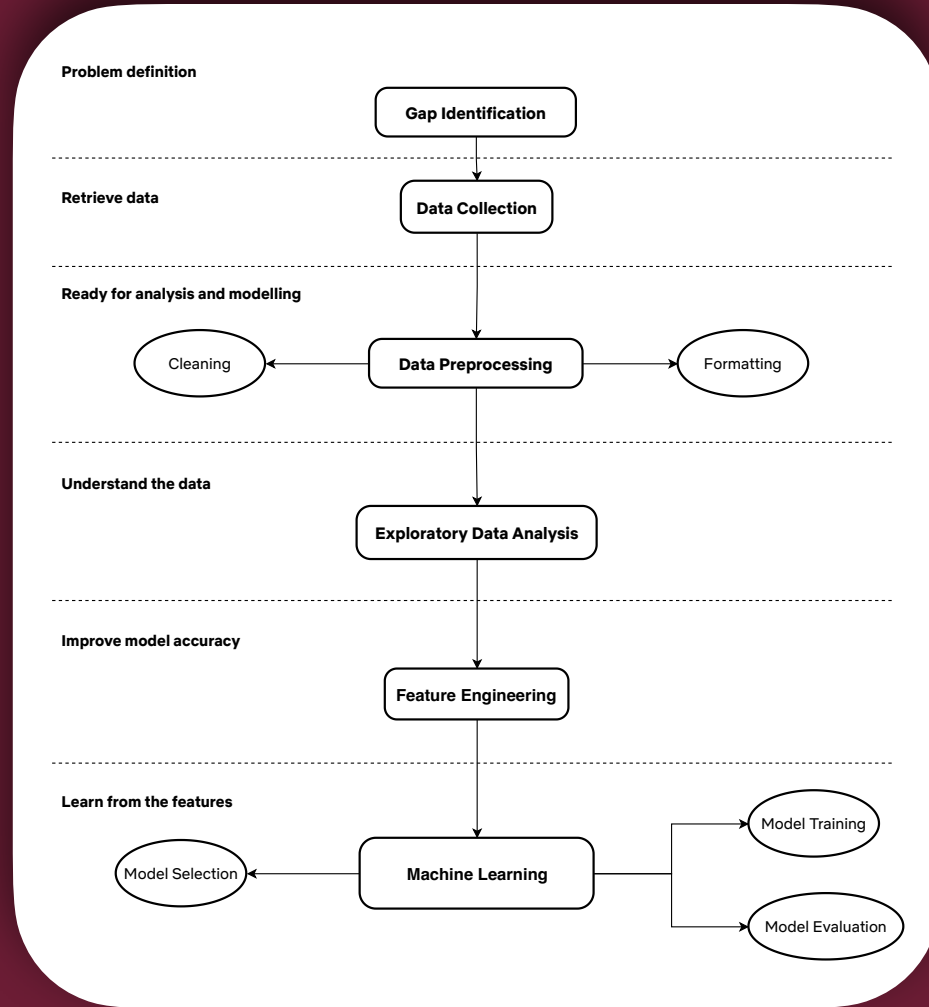 Problem definition
Gap Identification
Retrieve data
Data Collection
Ready for analysis and modelling
Cleaning
Data Preprocessing
Formatting
Understand the data
Exploratory Data Analysis
Improve model accuracy
Feature Engineering
Learn from the features
Model Training
Model Selection
Machine Learning
Model Evaluation